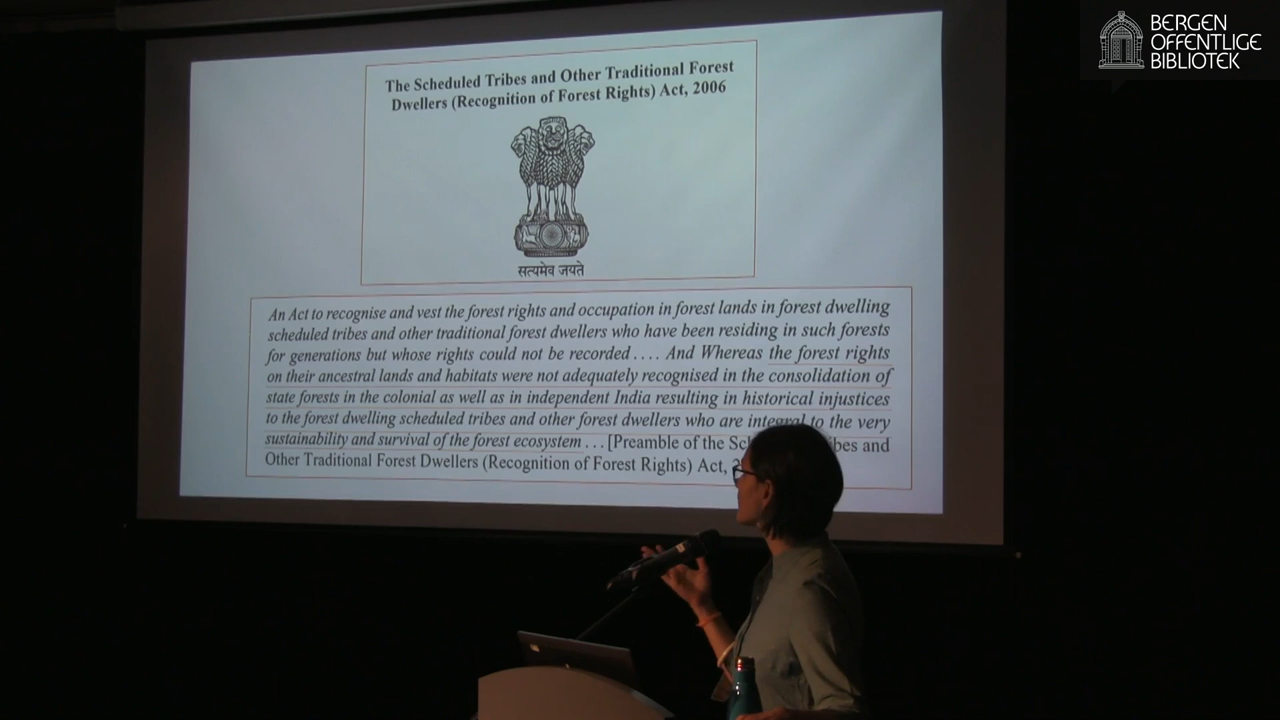 BERGEN
OFFENTLIGE
BIBLIOTEK
The Scheduled Tribes and Other Traditional Forest
Dwellers (Recognition of Forest Rights) Act, 2006
सत्यमेव जयते
An Act to recognise and vest the forest rights and occupation in forest lands in forest dwelling
scheduled tribes and other traditional forest dwellers who have been residing in such forests
for generations but whose rights could not be recorded .... And Whereas the forest rights
on their ancestral lands and habitats were not adequately recognised in the consolidation of
state forests in the colonial as well as in independent India resulting in historical injustices
to the forest dwelling scheduled tribes and other forest dwellers who are integral to the very
sustainability and survival of the forest ecosystem ... [Preamble of the and
Other Traditional Forest Dwellers (Recognition of Forest Rights) Act,